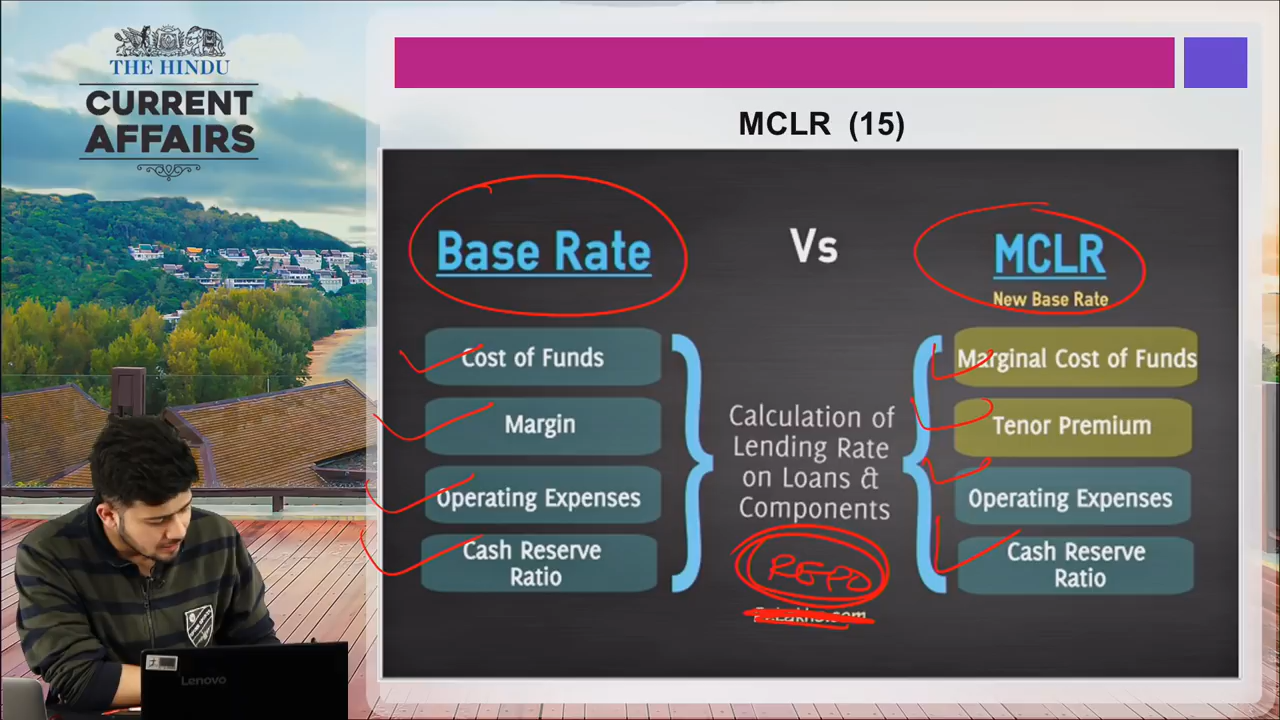 THE HINDU
CURRENT
AFFAIRS
MCLR (15)
Base Rate
Vs
MCLR
New Base Rate
Cost of Funds
Margin
Operating Expenses
Cash Reserve
Ratio
Calculation of
Lending Rate
on Loans &
Components
REPO
Marginal Cost of Funds
Tenor Premium
Operating Expenses
Cash Reserve
Ratio
Lenovo